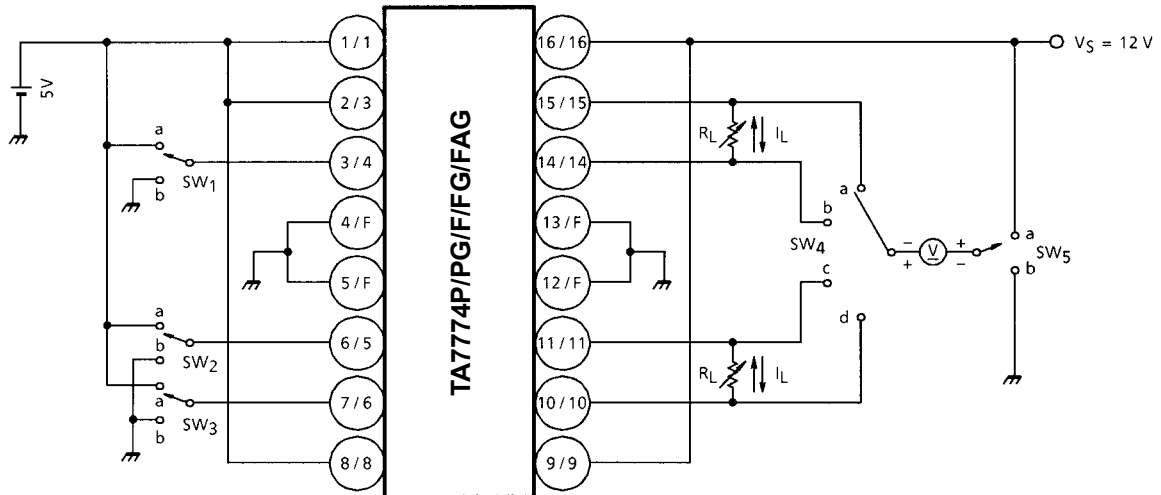 1 / 1
16 / 16
VS = 12 V
5 V
2 / 3
15 / 15
a
SW1
b
3 / 4
RL
IL
14 / 14
a
b
SW4
c
d
V
− +
+ −
a
SW5
b
4 / F
13 / F
5 / F
12 / F
TA7774P/PG/F/FG/FAG
a
b
SW2
6 / 5
11 / 11
RL
IL
a
SW3
b
7 / 6
10 / 10
8 / 8
9 / 9